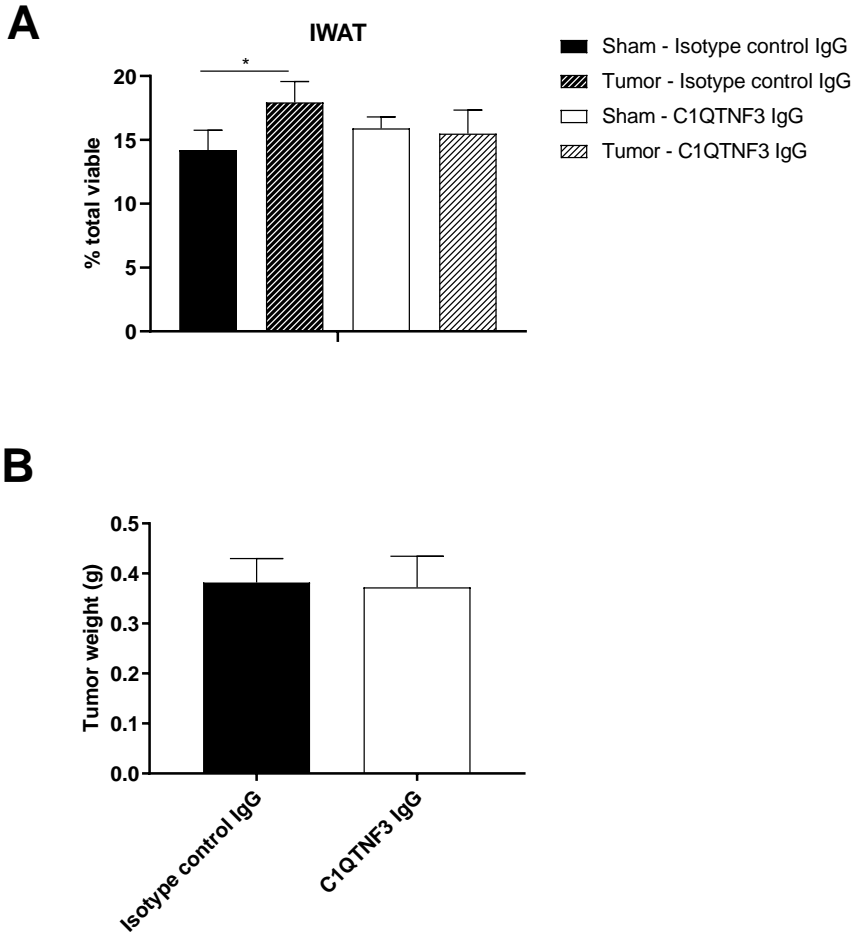 A
IWAT
*
20
15
10
5
0
% total viable
Sham - Isotype control IgG
Tumor - Isotype control IgG
Sham - C1QTNF3 IgG
Tumor - C1QTNF3 IgG
B
0.5
0.4
0.3
0.2
0.1
0.0
Tumor weight (g)
Isotype control IgG
C1QTNF3 IgG